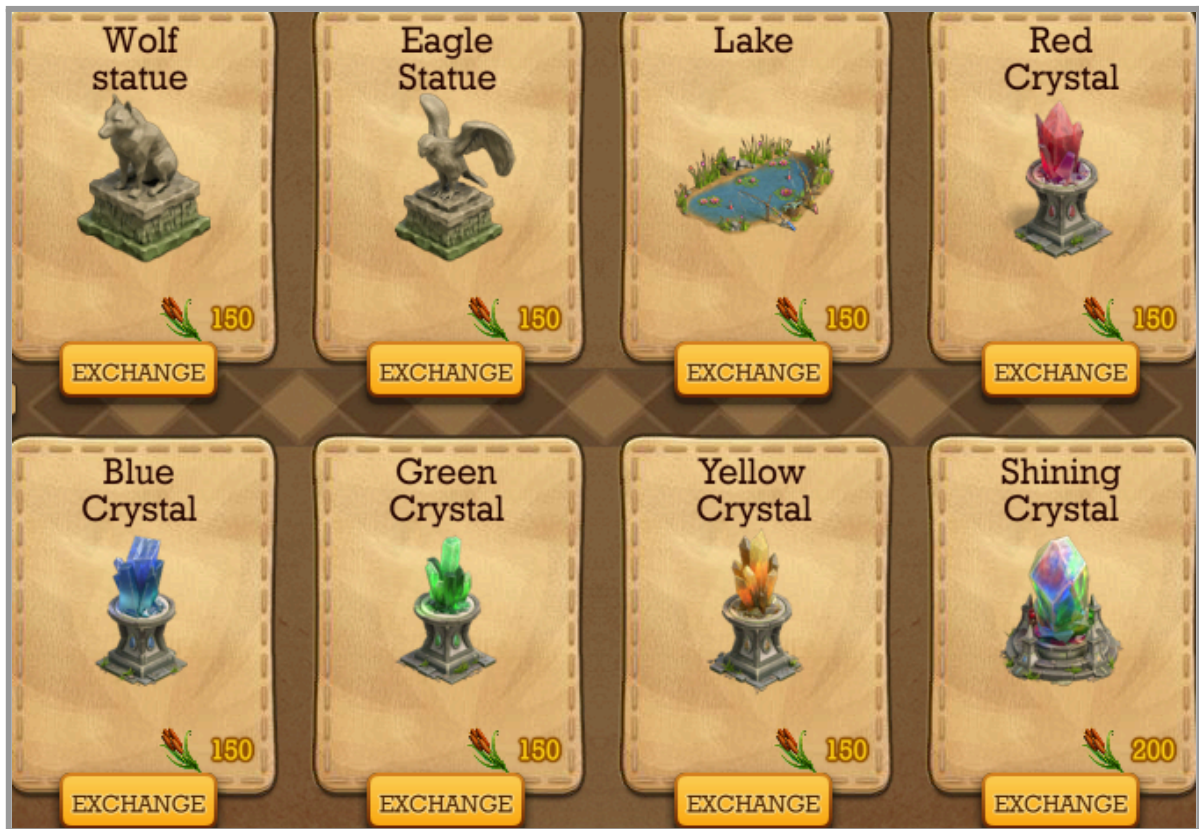 Wolf
statue
150
EXCHANGE
Eagle
Statue
150
EXCHANGE
Lake
150
EXCHANGE
Red
Crystal
150
EXCHANGE
Blue
Crystal
150
EXCHANGE
Green
Crystal
150
EXCHANGE
Yellow
Crystal
150
EXCHANGE
Shining
Crystal
200
EXCHANGE